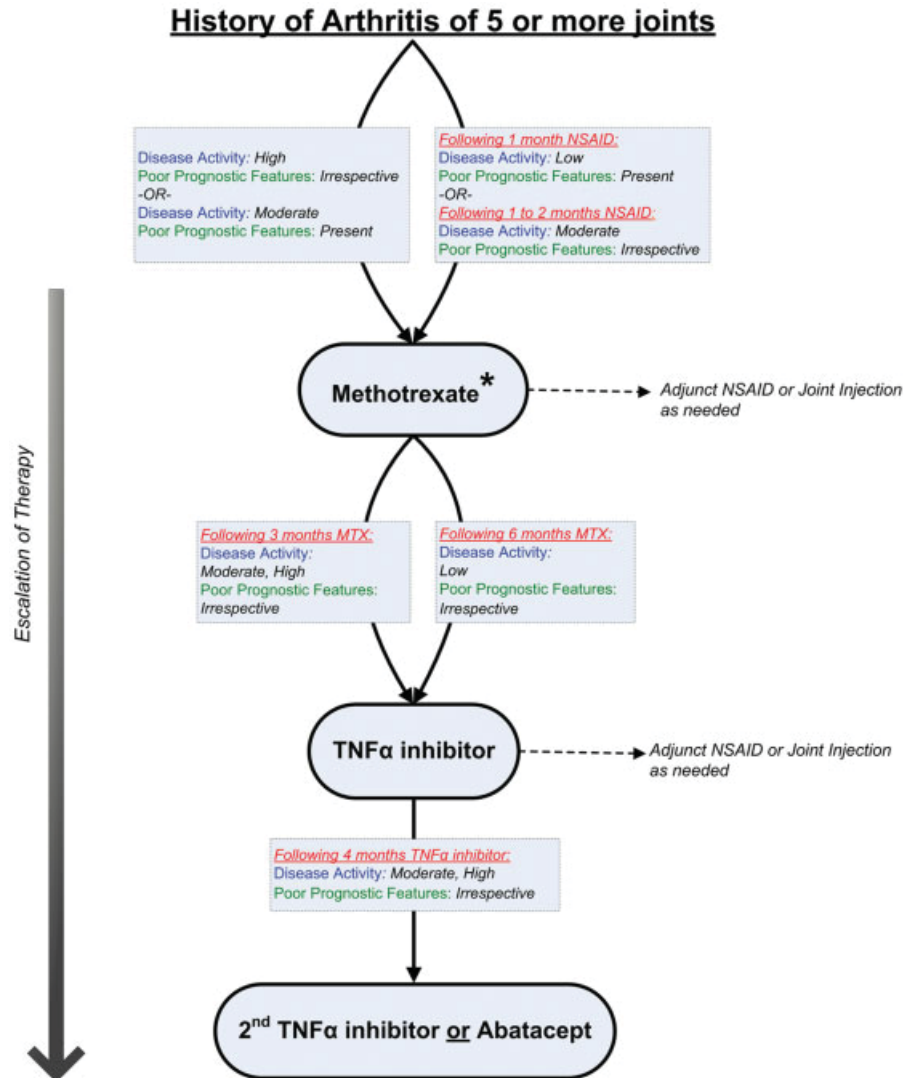 History of Arthritis of 5 or more joints
Disease Activity: High
Poor Prognostic Features: Irrespective
-OR-
Disease Activity: Moderate
Poor Prognostic Features: Present
Following 1 month NSAID:
Disease Activity: Low
Poor Prognostic Features: Present
-OR-
Following 1 to 2 months NSAID:
Disease Activity: Moderate
Poor Prognostic Features: Irrespective
Methotrexate*
Adjunct NSAID or Joint Injection
as needed
Escalation of Therapy
Following 3 months MTX:
Disease Activity:
Moderate, High
Poor Prognostic Features:
Irrespective
Following 6 months MTX:
Disease Activity:
Low
Poor Prognostic Features:
Irrespective
TNFα inhibitor
Adjunct NSAID or Joint Injection
as needed
Following 4 months TNFα inhibitor:
Disease Activity: Moderate, High
Poor Prognostic Features: Irrespective
2nd TNFα inhibitor or Abatacept